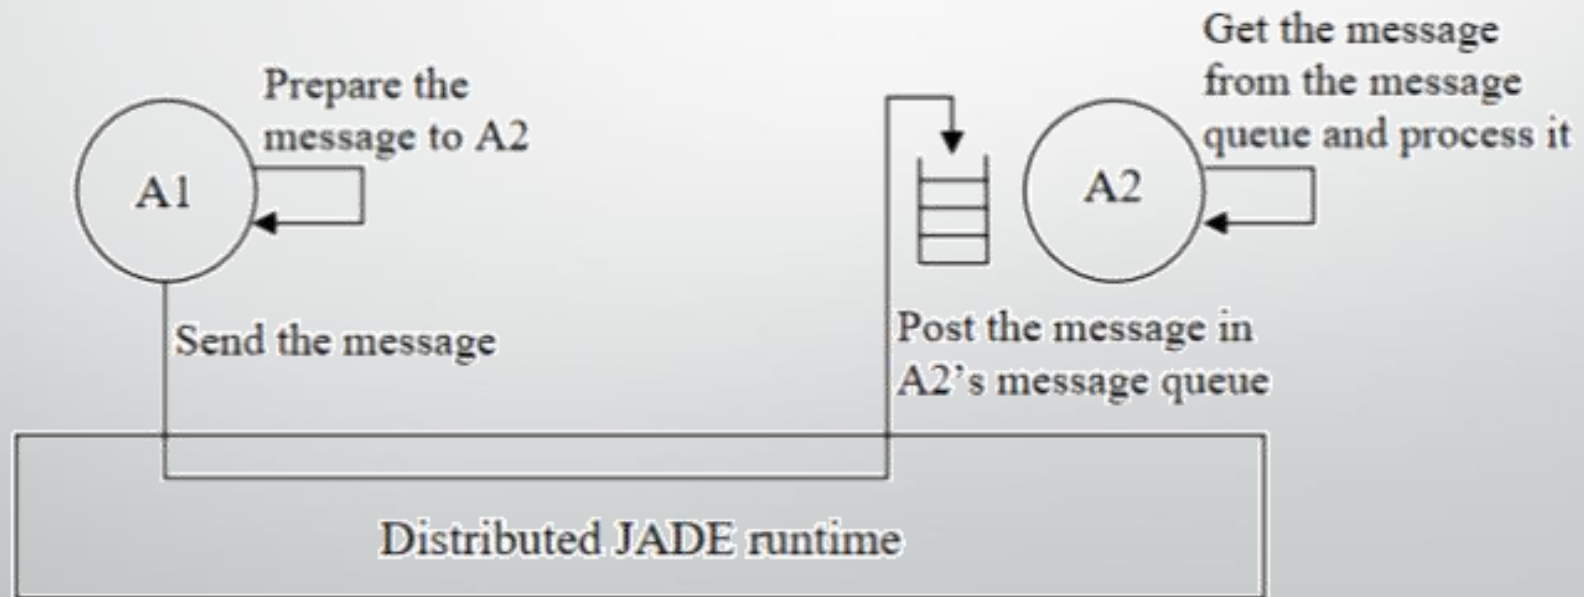 Prepare the
message to A2
A1
Send the message
Get the message
from the message
queue and process it
A2
Post the message in
A2’s message queue
Distributed JADE runtime